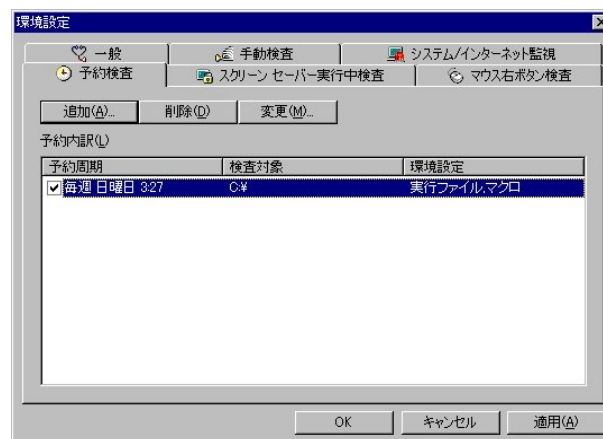 環境設定
一般 手動検査 システム/インターネット監視
予約検査 スクリーン セーバー実行中検査 マウス右ボタン検査
追加(A)... 削除(D) 変更(M)...
予約内訳(L)
予約周期 検査対象 環境設定
毎週 日曜日 3:27 C:¥ 実行ファイル,マクロ
OK キャンセル 適用(A)